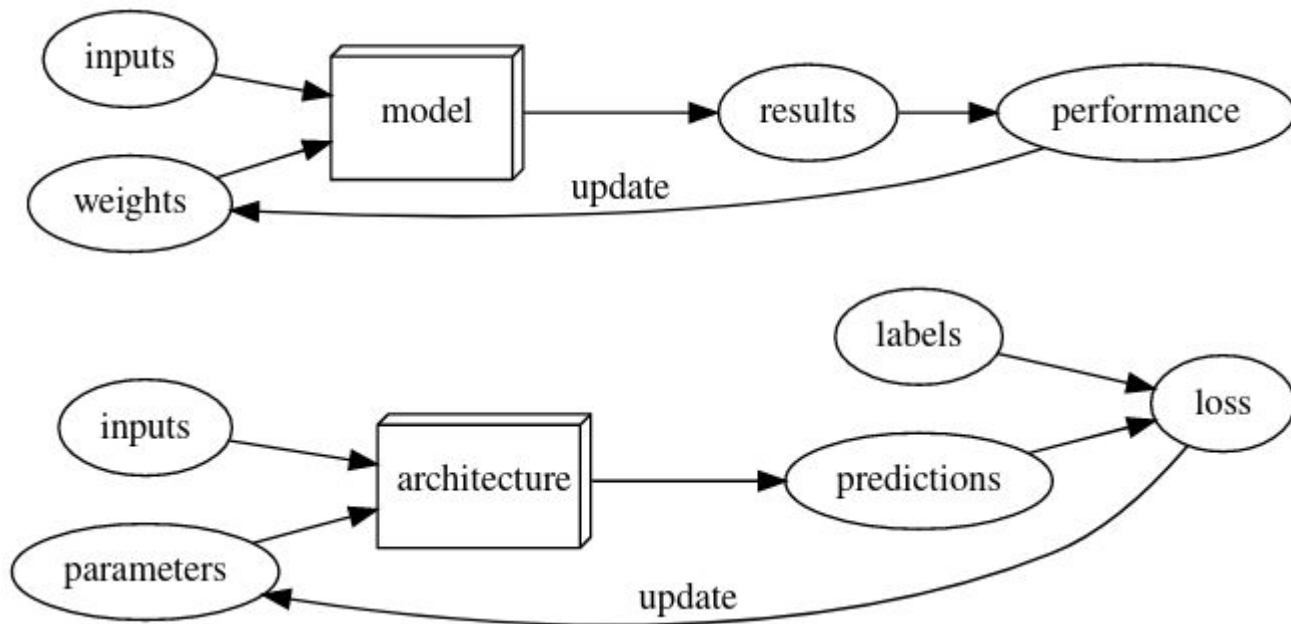 inputs
model
results
performance
weights
update
labels
inputs
loss
architecture
predictions
parameters
update